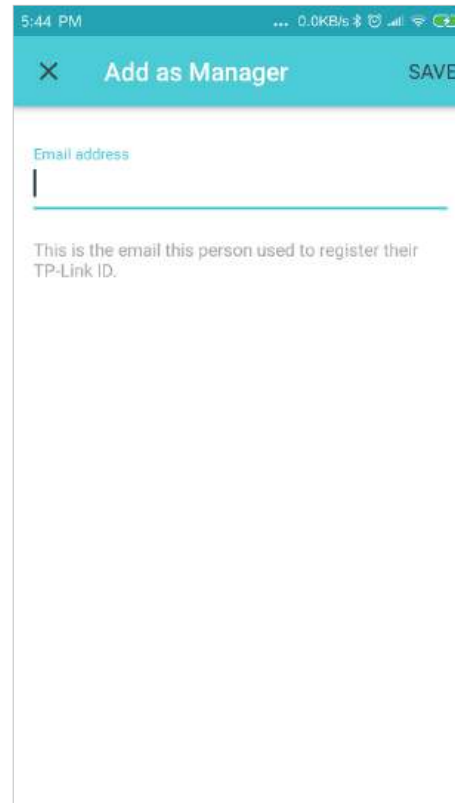 5:44 PM ... 0.0KB/s
Add as Manager SAVE
Email address
This is the email this person used to register their
TP-Link ID.